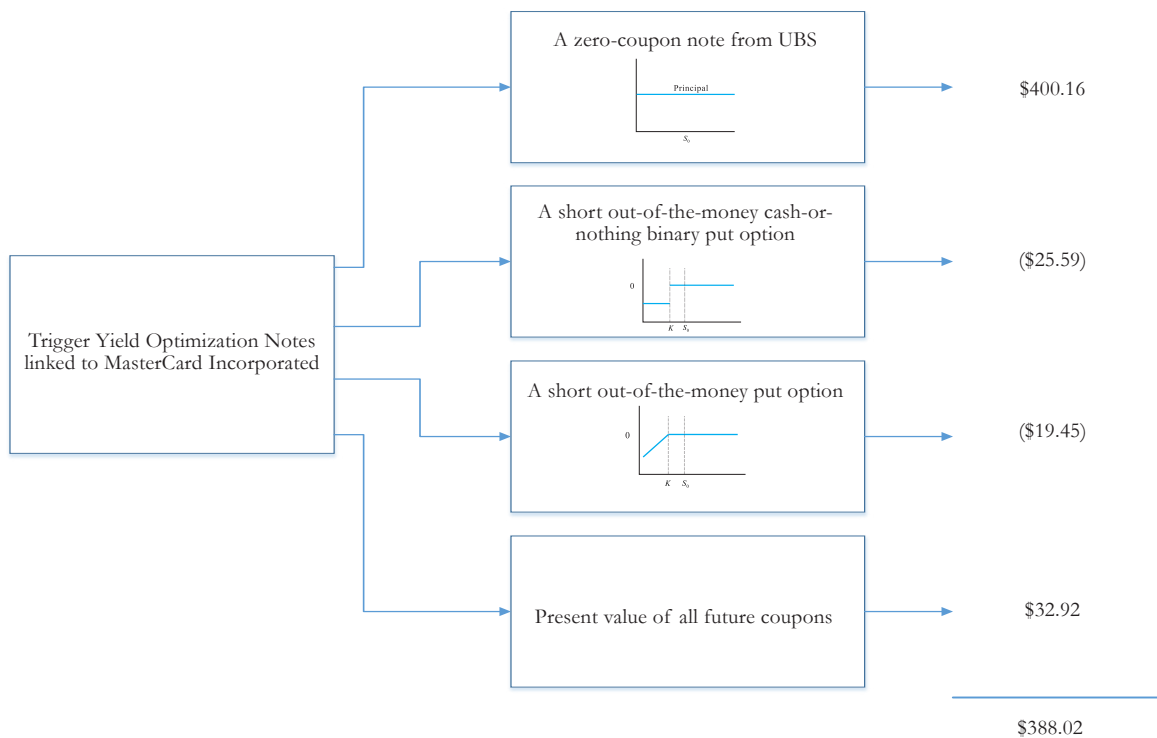 A zero-coupon note from UBS
Principal
S₀
$400.16
A short out-of-the-money cash-or-
nothing binary put option
0
K
S₀
($25.59)
Trigger Yield Optimization Notes
linked to MasterCard Incorporated
A short out-of-the-money put option
0
K
S₀
($19.45)
Present value of all future coupons
$32.92
$388.02